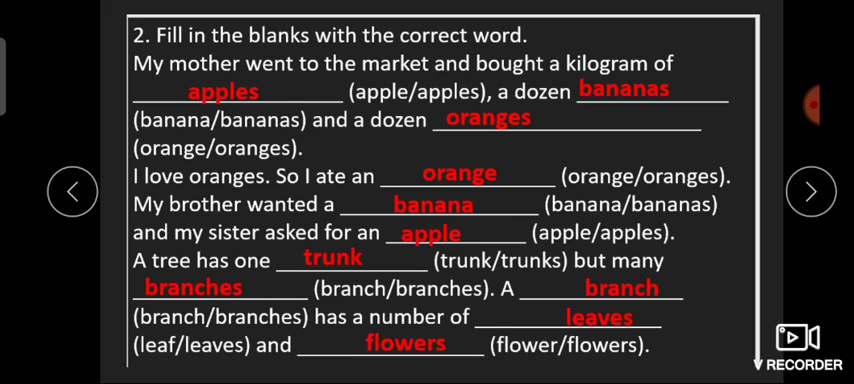 2. Fill in the blanks with the correct word.
My mother went to the market and bought a kilogram of
apples (apple/apples), a dozen bananas
(banana/bananas) and a dozen oranges
(orange/oranges).
I love oranges. So I ate an orange (orange/oranges).
My brother wanted a banana (banana/bananas)
and my sister asked for an apple (apple/apples).
A tree has one trunk (trunk/trunks) but many
branches (branch/branches). A branch
(branch/branches) has a number of leaves
(leaf/leaves) and flowers (flower/flowers).
V RECORDER